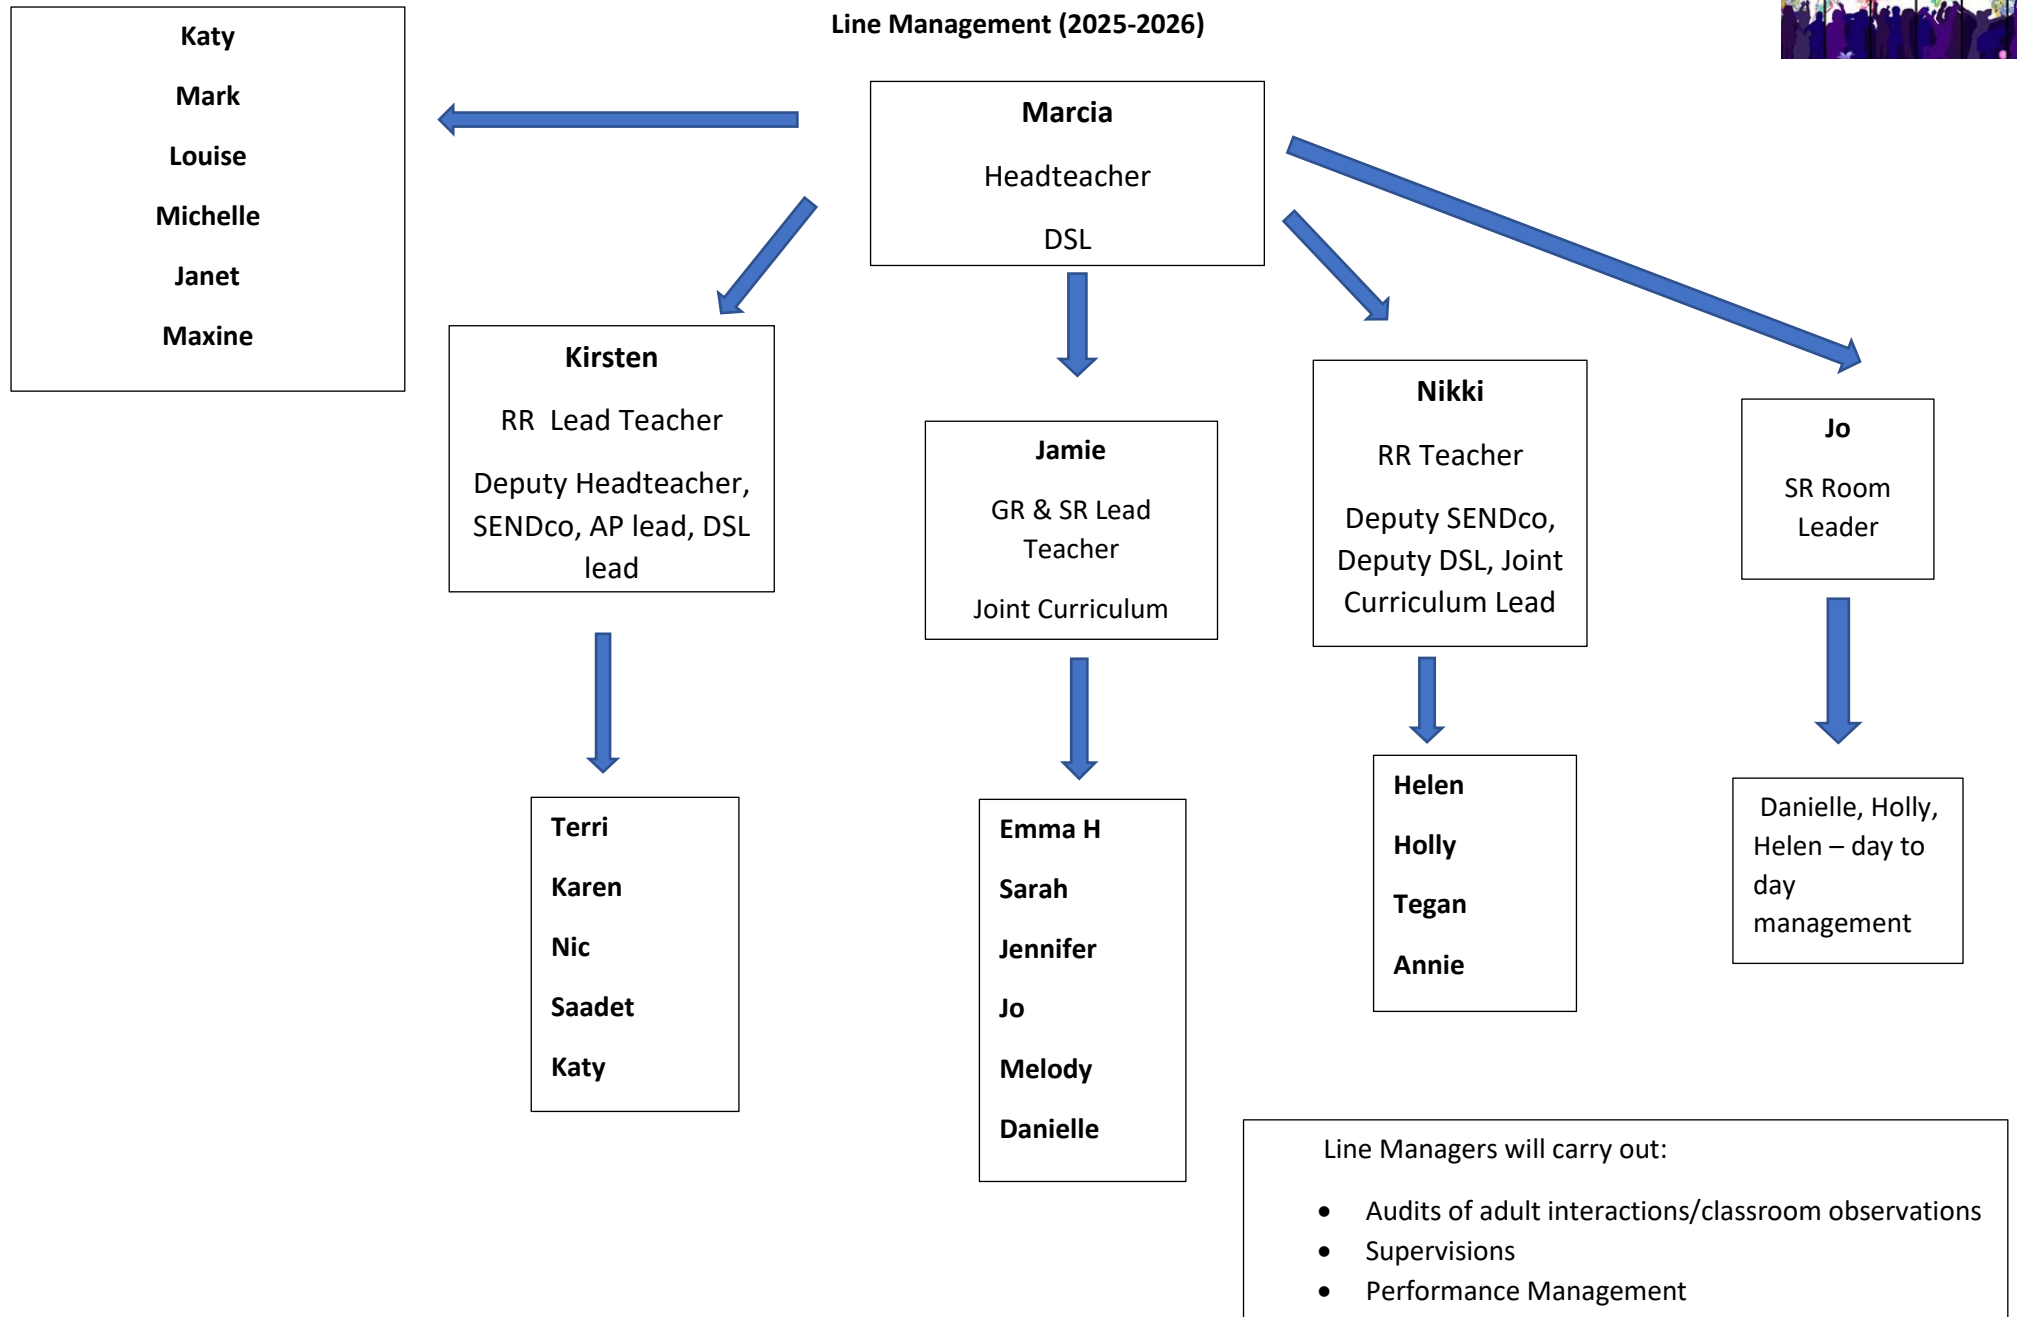 Line Management (2025-2026)
Katy
Mark
Louise
Michelle
Janet
Maxine
Marcia
Headteacher
DSL
Kirsten
RR  Lead Teacher
Deputy Headteacher,
SENDco, AP lead, DSL
lead
Jamie
GR & SR Lead
Teacher
Joint Curriculum
Nikki
RR Teacher
Deputy SENDco,
Deputy DSL, Joint
Curriculum Lead
Jo
SR Room
Leader
Terri
Karen
Nic
Saadet
Katy
Emma H
Sarah
Jennifer
Jo
Melody
Danielle
Helen
Holly
Tegan
Annie
Danielle, Holly,
Helen – day to
day
management
Line Managers will carry out:
• Audits of adult interactions/classroom observations
• Supervisions
• Performance Management